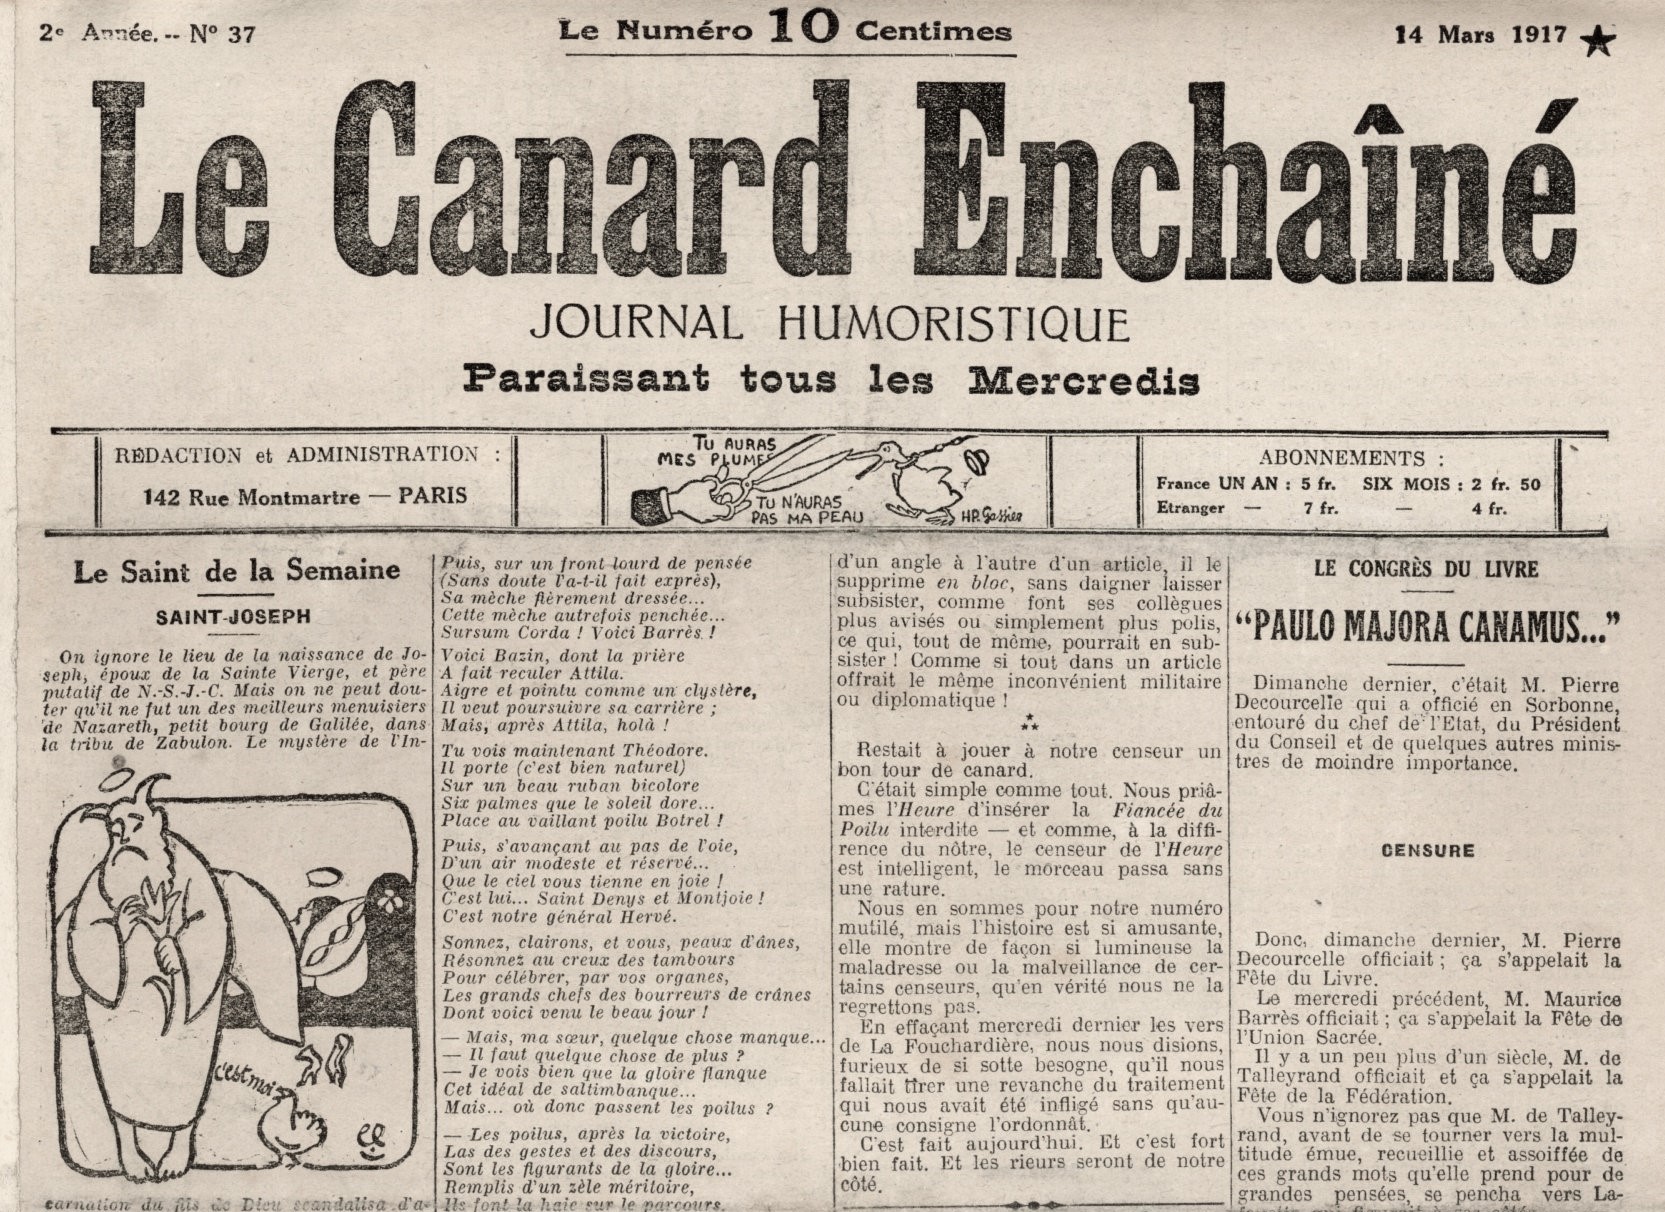 2e Année. -- No 37
Le Numéro 10 Centimes
14 Mars 1917
Le Canard Enchaîné
JOURNAL HUMORISTIQUE
Paraissant tous les Mercredis
RÉDACTION et ADMINISTRATION :
142 Rue Montmartre — PARIS
TU AURAS
MES PLUMES
TU N'AURAS
PAS MA PEAU
H.P. Gassier
ABONNEMENTS :
France UN AN : 5 fr. SIX MOIS : 2 fr. 50
Etranger — 7 fr. — 4 fr.
Le Saint de la Semaine
SAINT-JOSEPH
On ignore le lieu de la naissance de Jo-
seph, époux de la Sainte Vierge, et père
putatif de N.-S.-J.-C. Mais on ne peut dou-
ter qu'il ne fut un des meilleurs menuisiers
de Nazareth, petit bourg de Galilée, dans
la tribu de Zabulon. Le mystère de l'In-
c'est moi
carnation du fils de Dieu scandalisa d'a-
Puis, sur un front lourd de pensée
(Sans doute l'a-t-il fait exprès),
Sa mèche fièrement dressée...
Cette mèche autrefois penchée...
Sursum Corda ! Voici Barrès !
Voici Bazin, dont la prière
A fait reculer Attila.
Aigre et pointu comme un clystère,
Il veut poursuivre sa carrière ;
Mais, après Attila, holà !
Tu vois maintenant Théodore.
Il porte (c'est bien naturel)
Sur un beau ruban bicolore
Six palmes que le soleil dore...
Place au vaillant poilu Botrel !
Puis, s'avançant au pas de l'oie,
D'un air modeste et réservé...
Que le ciel vous tienne en joie !
C'est lui... Saint Denys et Montjoie !
C'est notre général Hervé.
Sonnez, clairons, et vous, peaux d'ânes,
Résonnez au creux des tambours
Pour célébrer, par vos organes,
Les grands chefs des bourreurs de crânes
Dont voici venu le beau jour !
— Mais, ma sœur, quelque chose manque...
— Il faut quelque chose de plus ?
— Je vois bien que la gloire flanque
Cet idéal de saltimbanque...
Mais... où donc passent les poilus ?
— Les poilus, après la victoire,
Las des gestes et des discours,
Sont les figurants de la gloire...
Remplis d'un zèle méritoire,
Ils font la haie sur le parcours.
d'un angle à l'autre d'un article, il le
supprime en bloc, sans daigner laisser
subsister, comme font ses collègues
plus avisés ou simplement plus polis,
ce qui, tout de même, pourrait en sub-
sister ! Comme si tout dans un article
offrait le même inconvénient militaire
ou diplomatique !
***
Restait à jouer à notre censeur un
bon tour de canard.
C'était simple comme tout. Nous priâ-
mes l'Heure d'insérer la Fiancée du
Poilu interdite — et comme, à la diffé-
rence du nôtre, le censeur de l'Heure
est intelligent, le morceau passa sans
une rature.
Nous en sommes pour notre numéro
mutilé, mais l'histoire est si amusante,
elle montre de façon si lumineuse la
maladresse ou la malveillance de cer-
tains censeurs, qu'en vérité nous ne la
regrettons pas.
En effaçant mercredi dernier les vers
de La Fouchardière, nous nous disions,
furieux de si sotte besogne, qu'il nous
fallait tirer une revanche du traitement
qui nous avait été infligé sans qu'au-
cune consigne l'ordonnât.
C'est fait aujourd'hui. Et c'est fort
bien fait. Et les rieurs seront de notre
côté.
LE CONGRÈS DU LIVRE
“PAULO MAJORA CANAMUS...”
Dimanche dernier, c'était M. Pierre
Decourcelle qui a officié en Sorbonne,
entouré du chef de l'Etat, du Président
du Conseil et de quelques autres minis-
tres de moindre importance.
CENSURE
Donc, dimanche dernier, M. Pierre
Decourcelle officiait ; ça s'appelait la
Fête du Livre.
Le mercredi précédent, M. Maurice
Barrès officiait ; ça s'appelait la Fête de
l'Union Sacrée.
Il y a un peu plus d'un siècle, M. de
Talleyrand officiait et ça s'appelait la
Fête de la Fédération.
Vous n'ignorez pas que M. de Talley-
rand, avant de se tourner vers la mul-
titude émue, recueillie et assoiffée de
ces grands mots qu'elle prend pour de
grandes pensées, se pencha vers La-